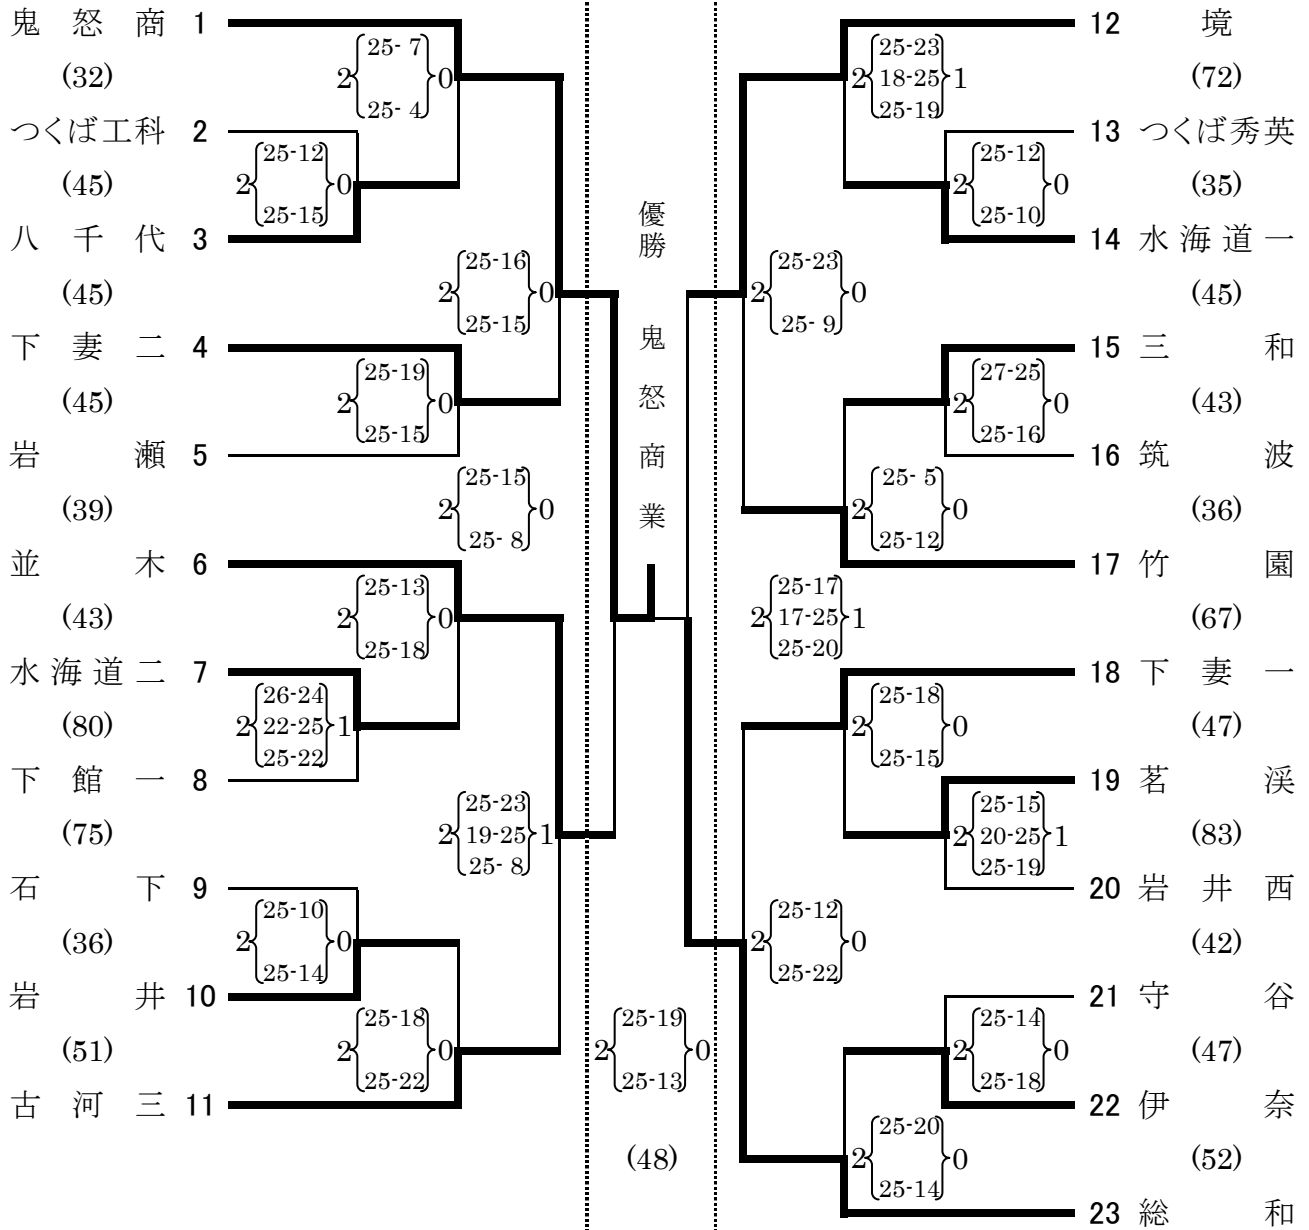 鬼怒商 1
25- 7
2 0
25- 4
(32)
つくば工科 2
25-12
2 0
25-15
(45)
八千代 3
(45)
25-16
2 0
25-15
下妻二 4
25-19
2 0
25-15
(45)
岩瀬 5
25-15
2 0
25- 8
(39)
並木 6
25-13
2 0
25-18
(43)
水海道二 7
26-24
2 22-25 1
25-22
(80)
下館一 8
(75)
25-23
2 19-25 1
25- 8
石下 9
25-10
2 0
25-14
(36)
岩井 10
25-18
2 0
25-22
(51)
古河三 11
優勝
鬼怒商業
25-19
2 0
25-13
(48)
12 境
25-23
2 18-25 1
25-19
(72)
13 つくば秀英
25-12
2 0
25-10
(35)
14 水海道一
25-23
2 0
25- 9
(45)
15 三和
27-25
2 0
25-16
(43)
16 筑波
25- 5
2 0
25-12
(36)
17 竹園
25-17
2 17-25 1
25-20
(67)
18 下妻一
25-18
2 0
25-15
(47)
19 茗渓
25-15
2 20-25 1
25-19
(83)
20 岩井西
25-12
2 0
25-22
(42)
21 守谷
25-14
2 0
25-18
(47)
22 伊奈
25-20
2 0
25-14
(52)
23 総和